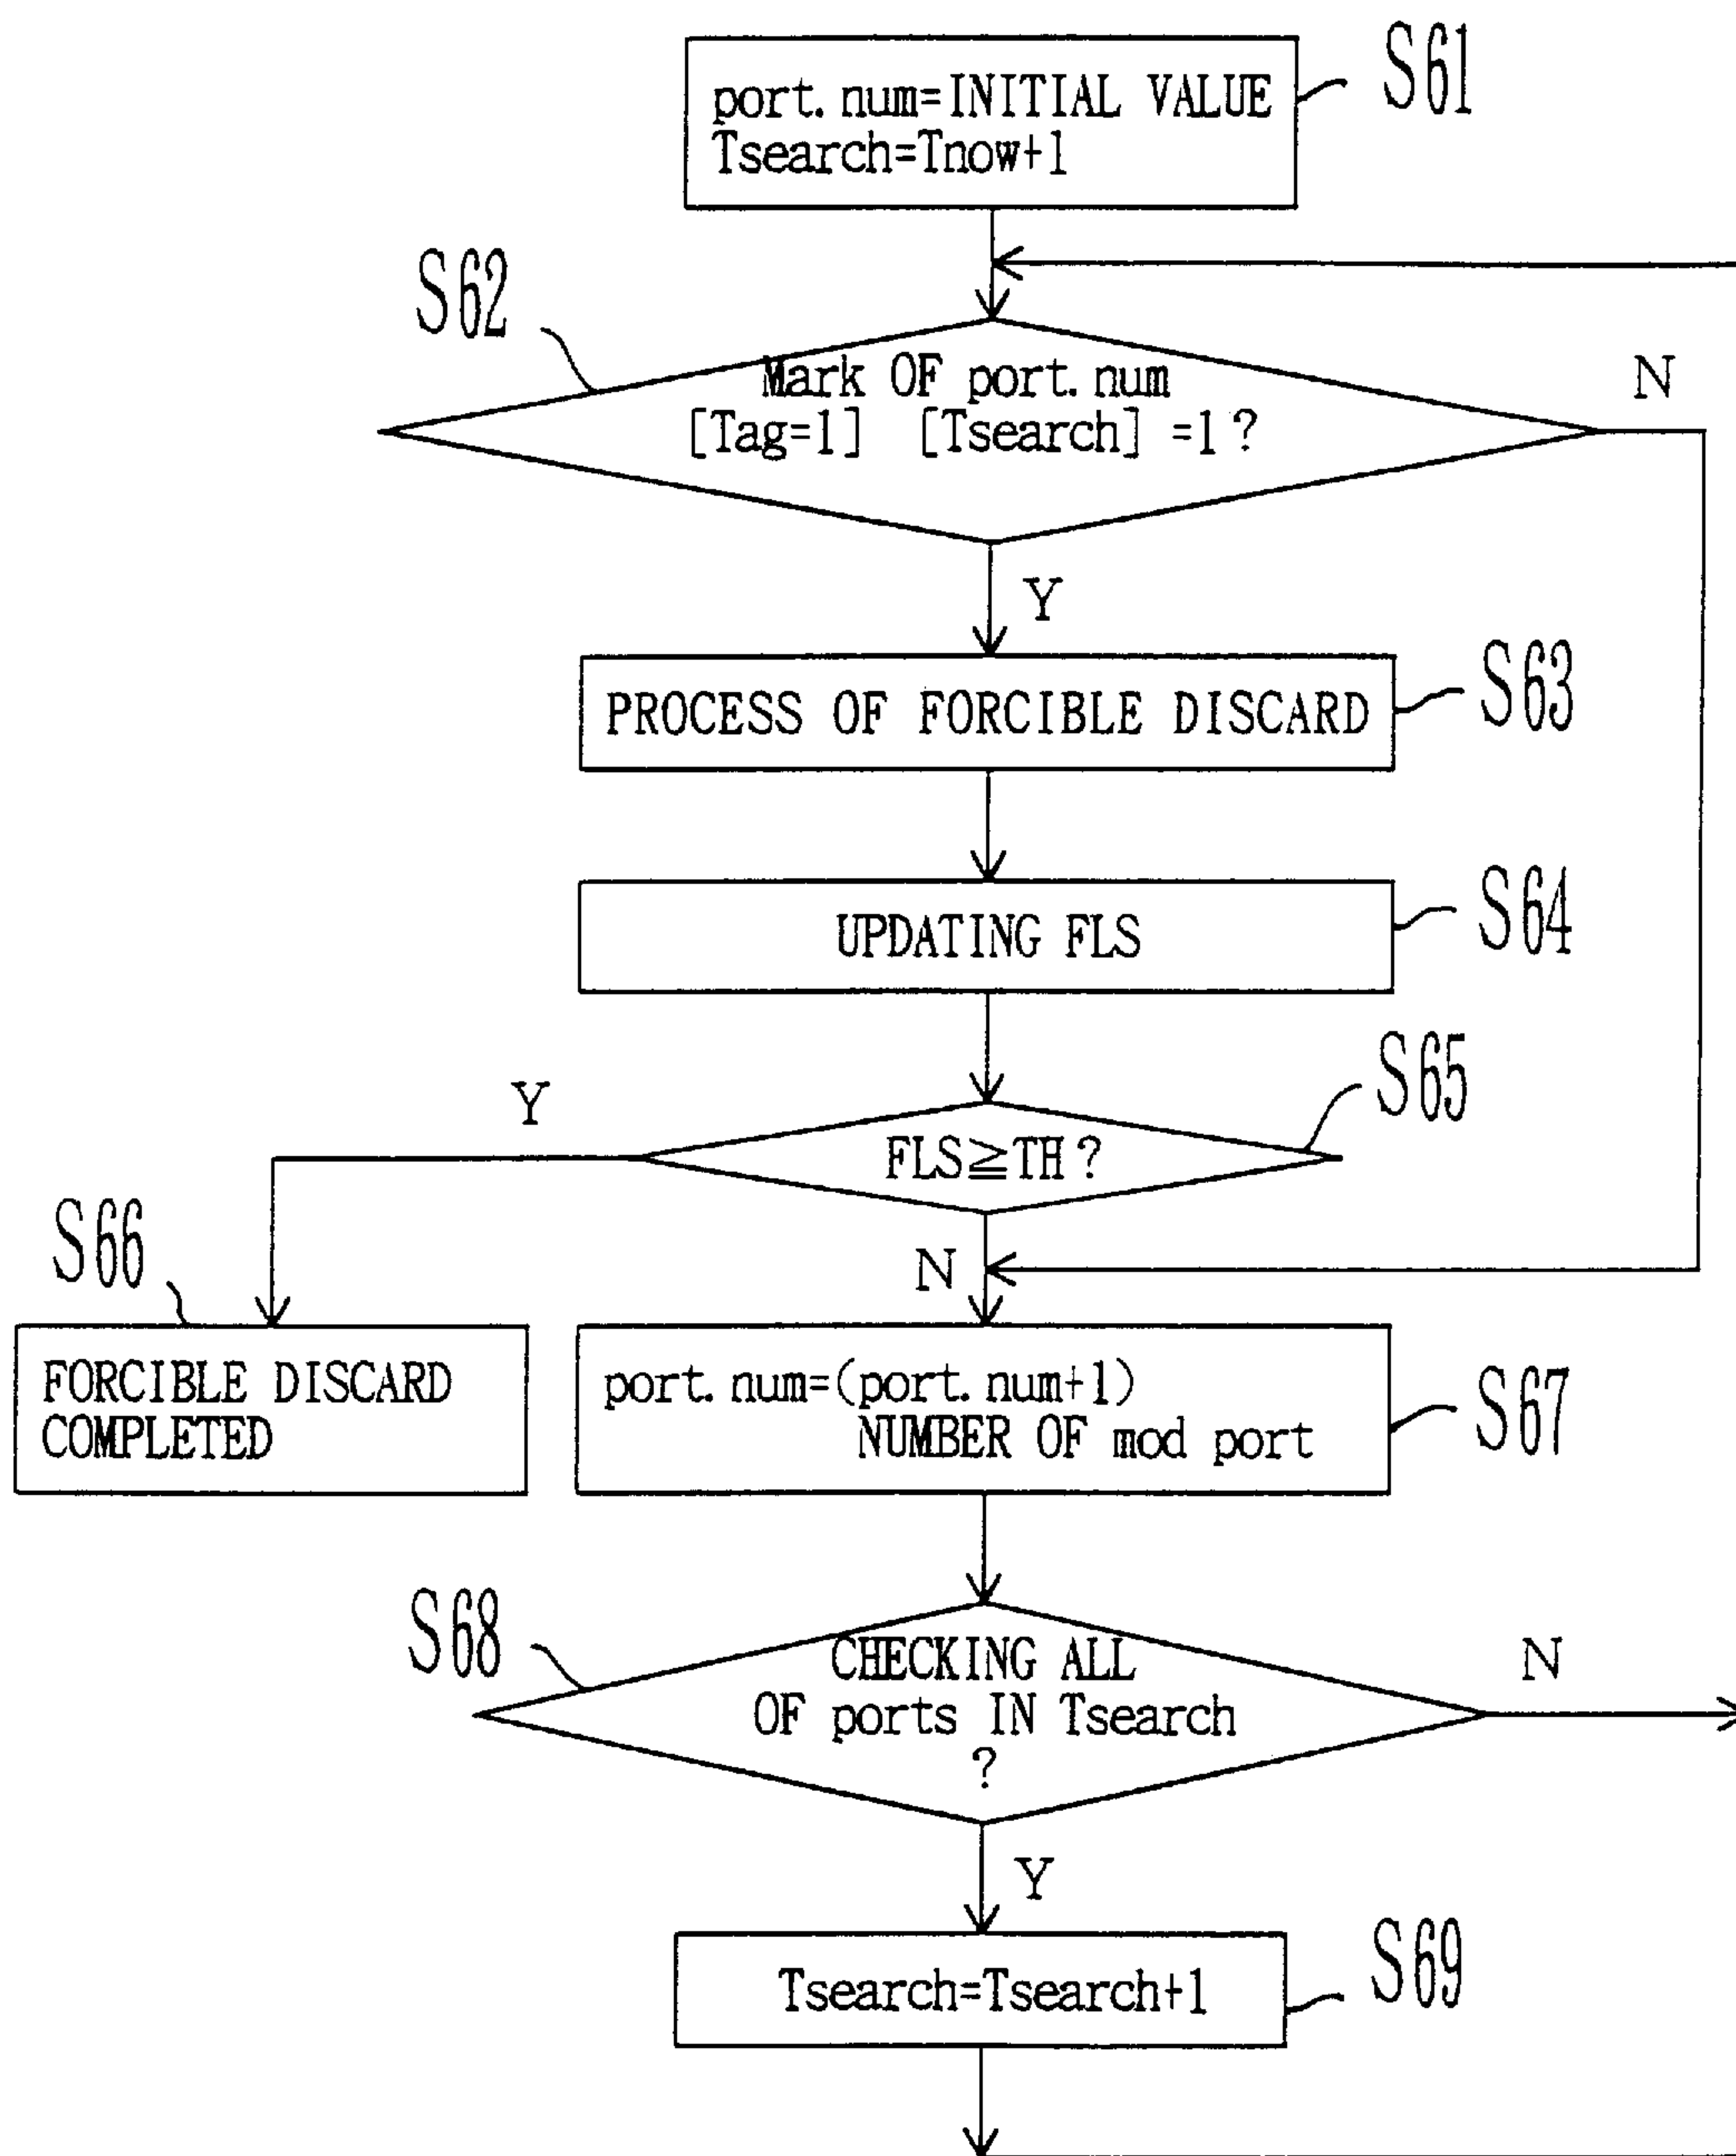 S61
port.num=INITIAL VALUE
Tsearch=Tnow+1
S62
Mark OF port.num
[Tag=1] [Tsearch] =1?
N
Y
PROCESS OF FORCIBLE DISCARD
S63
UPDATING FLS
S64
S65
Y
FLS≧TH?
N
S66
FORCIBLE DISCARD
COMPLETED
port.num=(port.num+1)
NUMBER OF mod port
S67
S68
CHECKING ALL
OF ports IN Tsearch
?
N
Y
Tsearch=Tsearch+1
S69